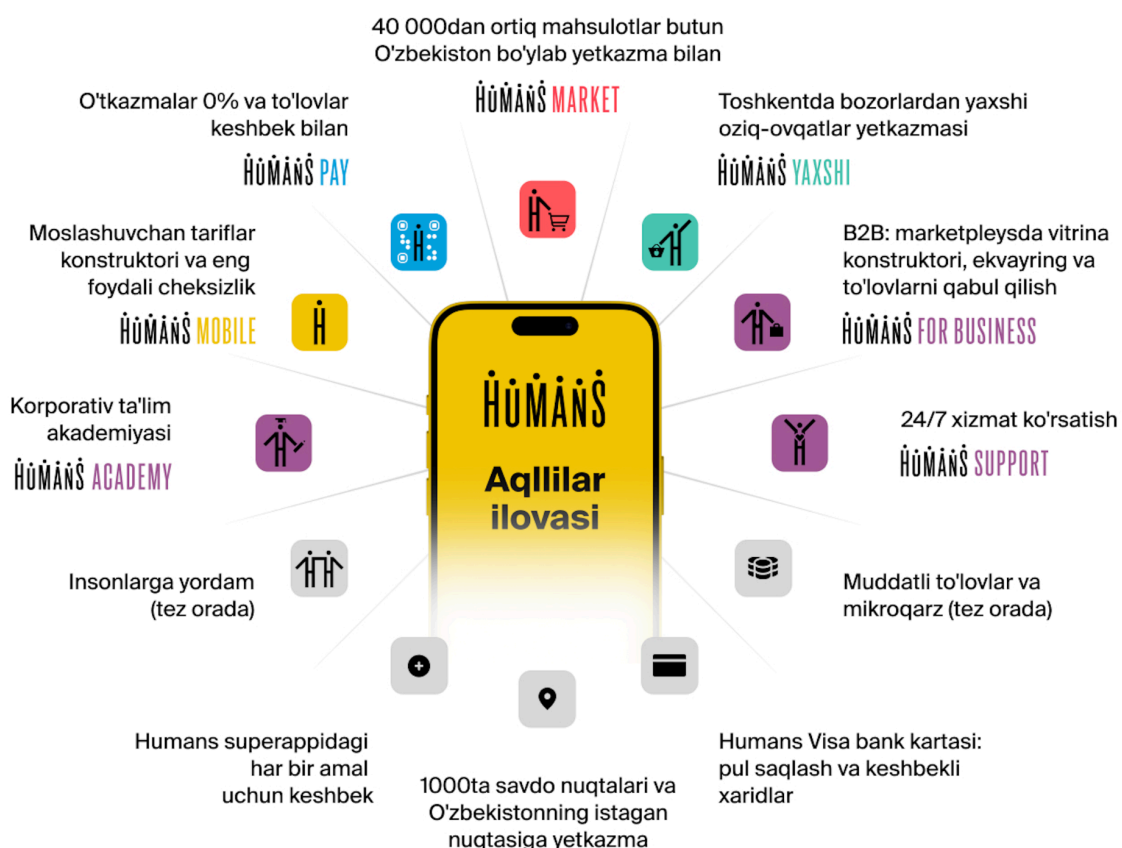 40 000dan ortiq mahsulotlar butun
O'zbekiston bo'ylab yetkazma bilan
HUMANS MARKET
O'tkazmalar 0% va to'lovlar
keshbek bilan
HUMANS PAY
Toshkentda bozorlardan yaxshi
oziq-ovqatlar yetkazmasi
HUMANS YAXSHI
Moslashuvchan tariflar
konstruktori va eng
foydali cheksizlik
HUMANS MOBILE
B2B: marketpleysda vitrina
konstruktori, ekvayring va
to'lovlarni qabul qilish
HUMANS FOR BUSINESS
HUMANS
Aqllilar
ilovasi
Korporativ ta'lim
akademiyasi
HUMANS ACADEMY
24/7 xizmat ko'rsatish
HUMANS SUPPORT
Insonlarga yordam
(tez orada)
Muddatli to'lovlar va
mikroqarz (tez orada)
Humans superappidagi
har bir amal
uchun keshbek
1000ta savdo nuqtalari va
O'zbekistonning istagan
nuqtasiga yetkazma
Humans Visa bank kartasi:
pul saqlash va keshbekli
xaridlar